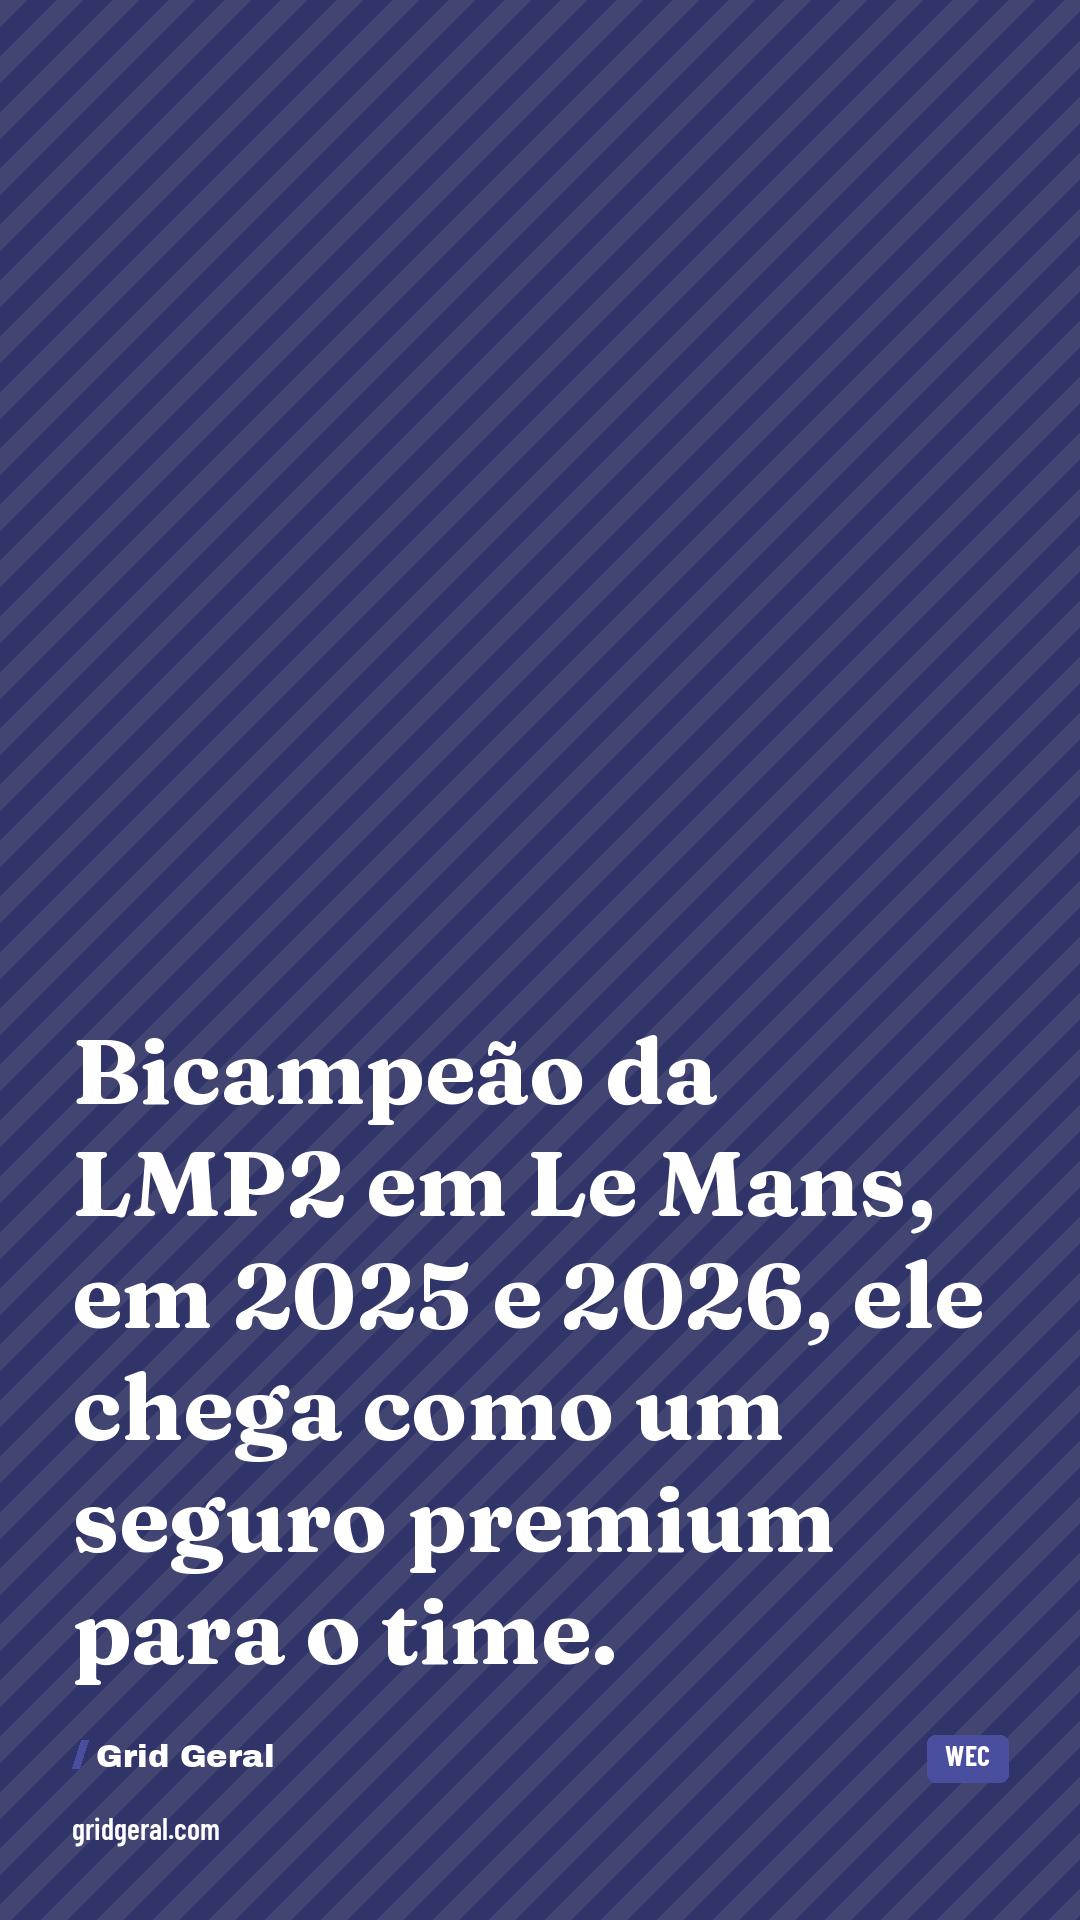 Bicampeão da
LMP2 em Le Mans,
em 2025 e 2026, ele
chega como um
seguro premium
para o time.
/ Grid Geral
WEC
gridgeral.com